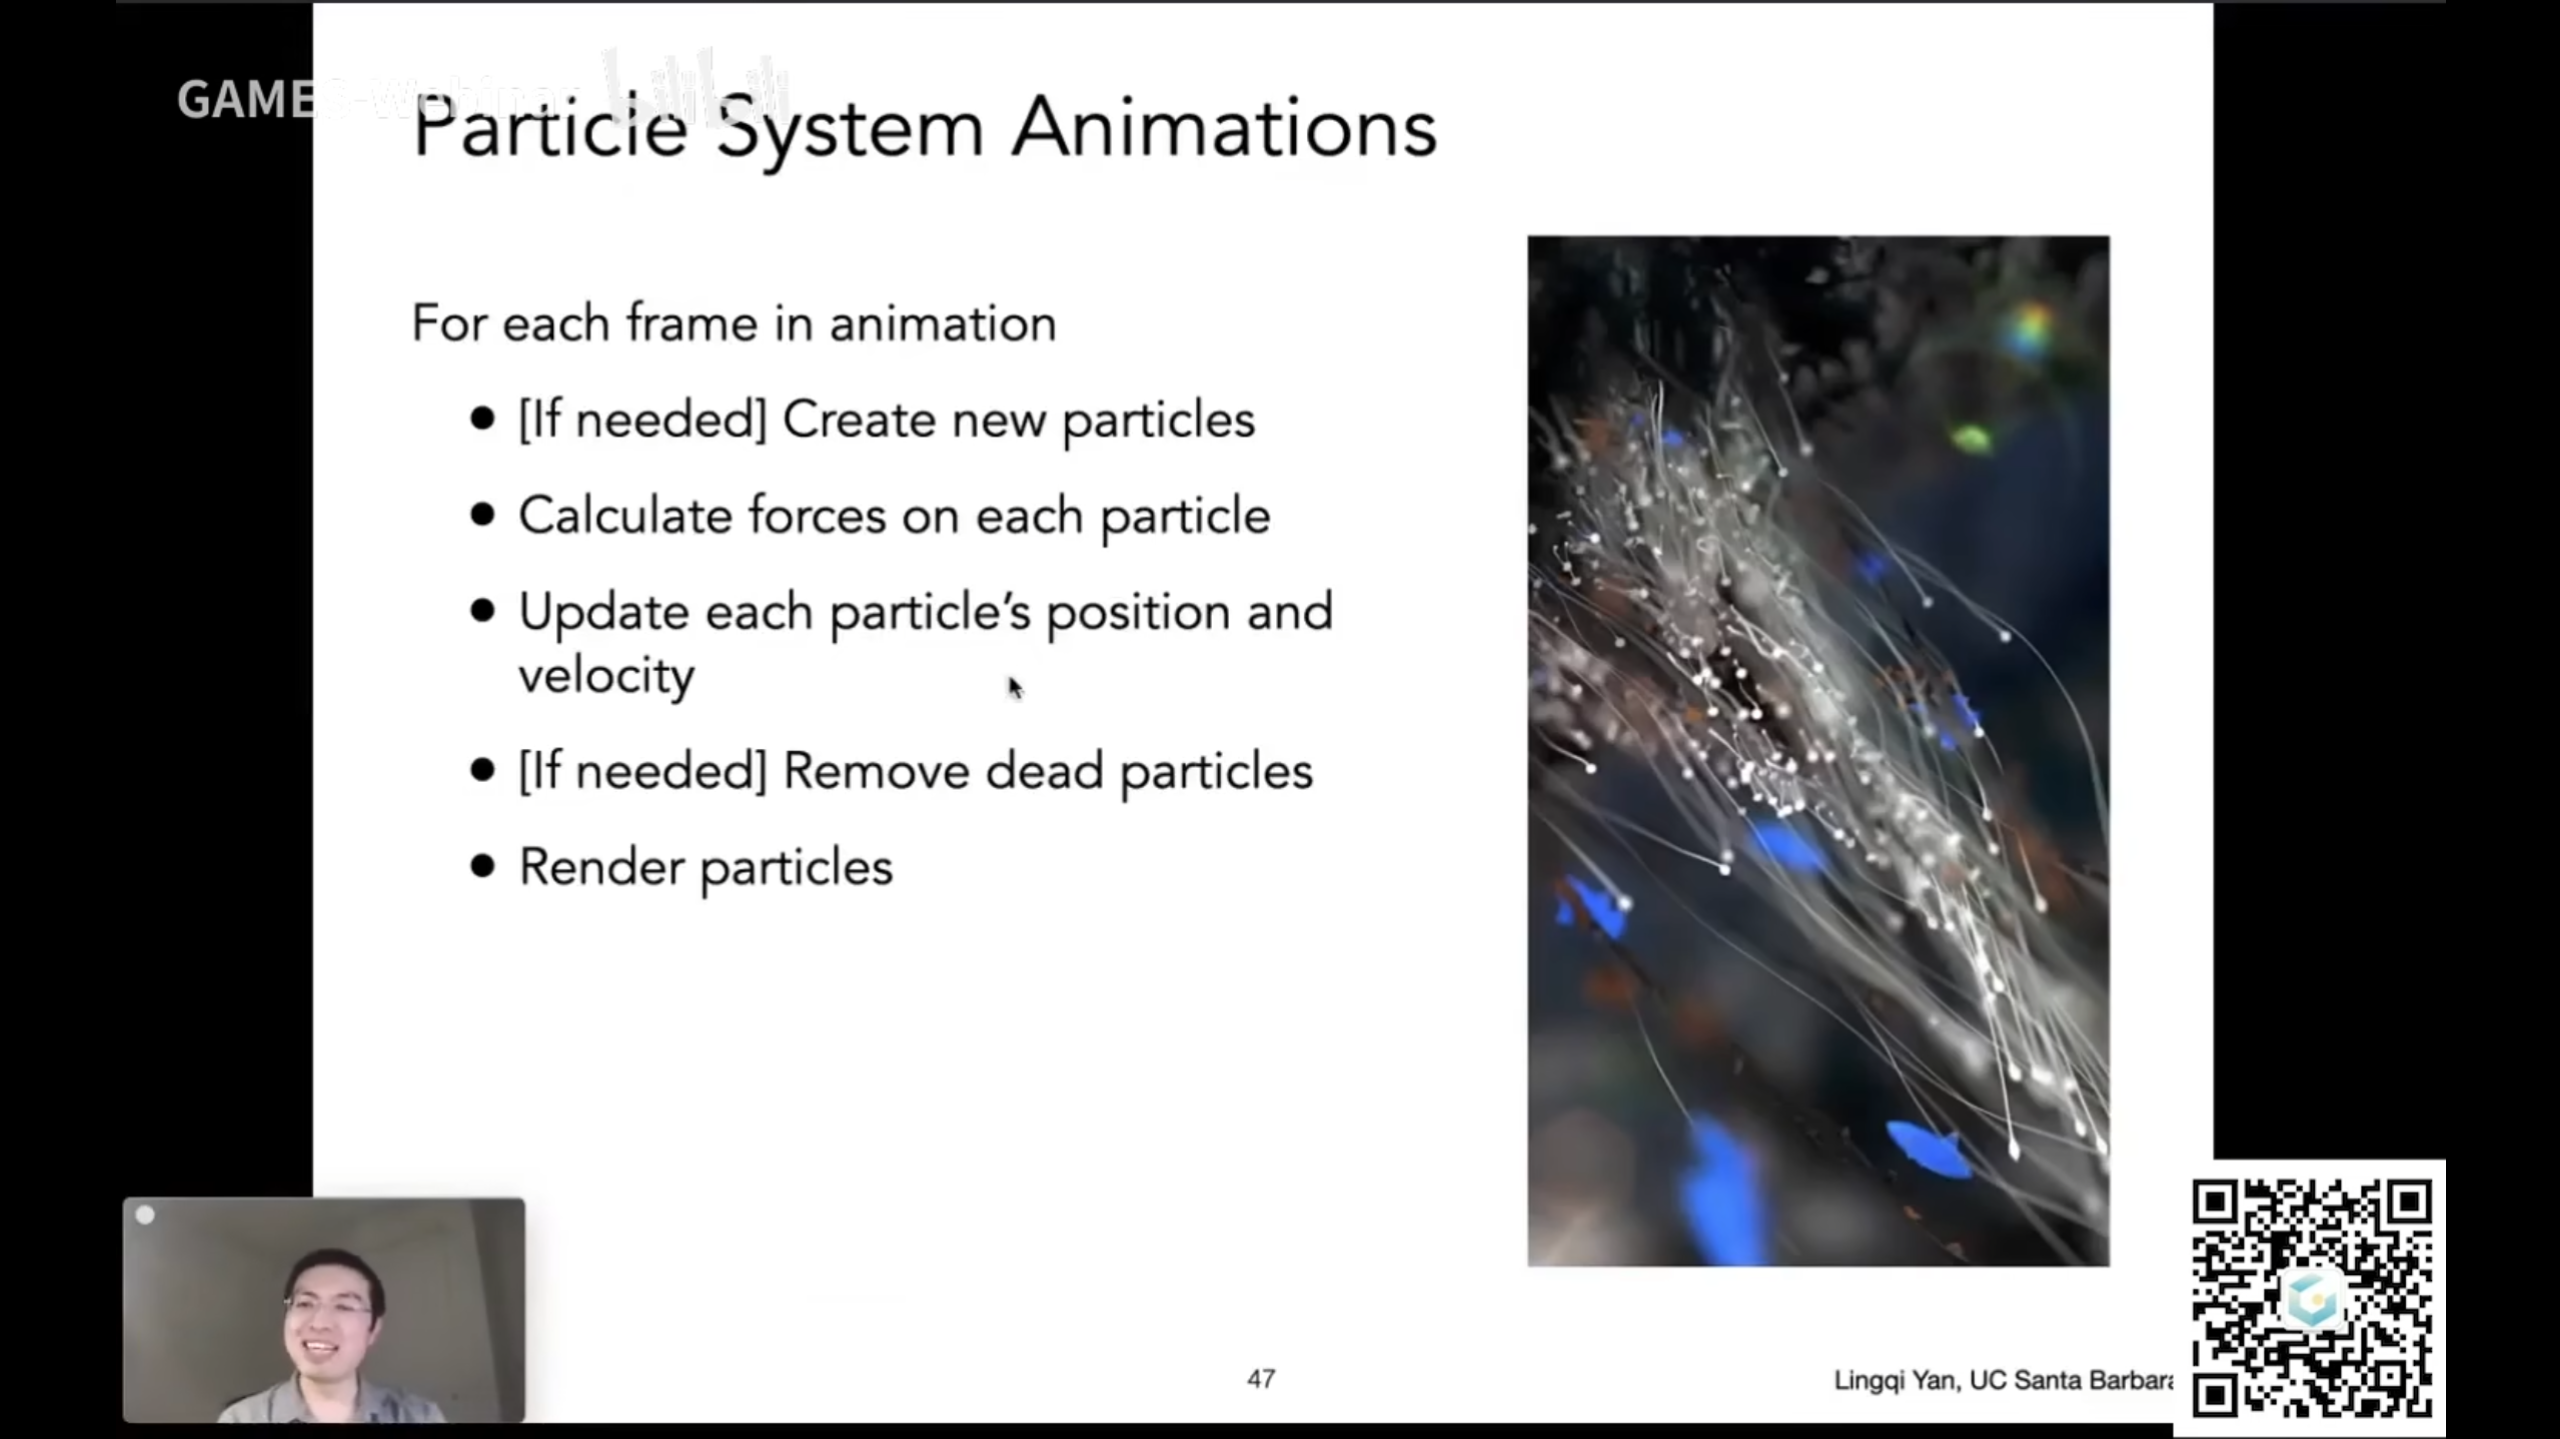 GAMES-Webinar bilibili
Particle System Animations
For each frame in animation
● [If needed] Create new particles
● Calculate forces on each particle
● Update each particle’s position and
velocity
● [If needed] Remove dead particles
● Render particles
47
Lingqi Yan, UC Santa Barbara